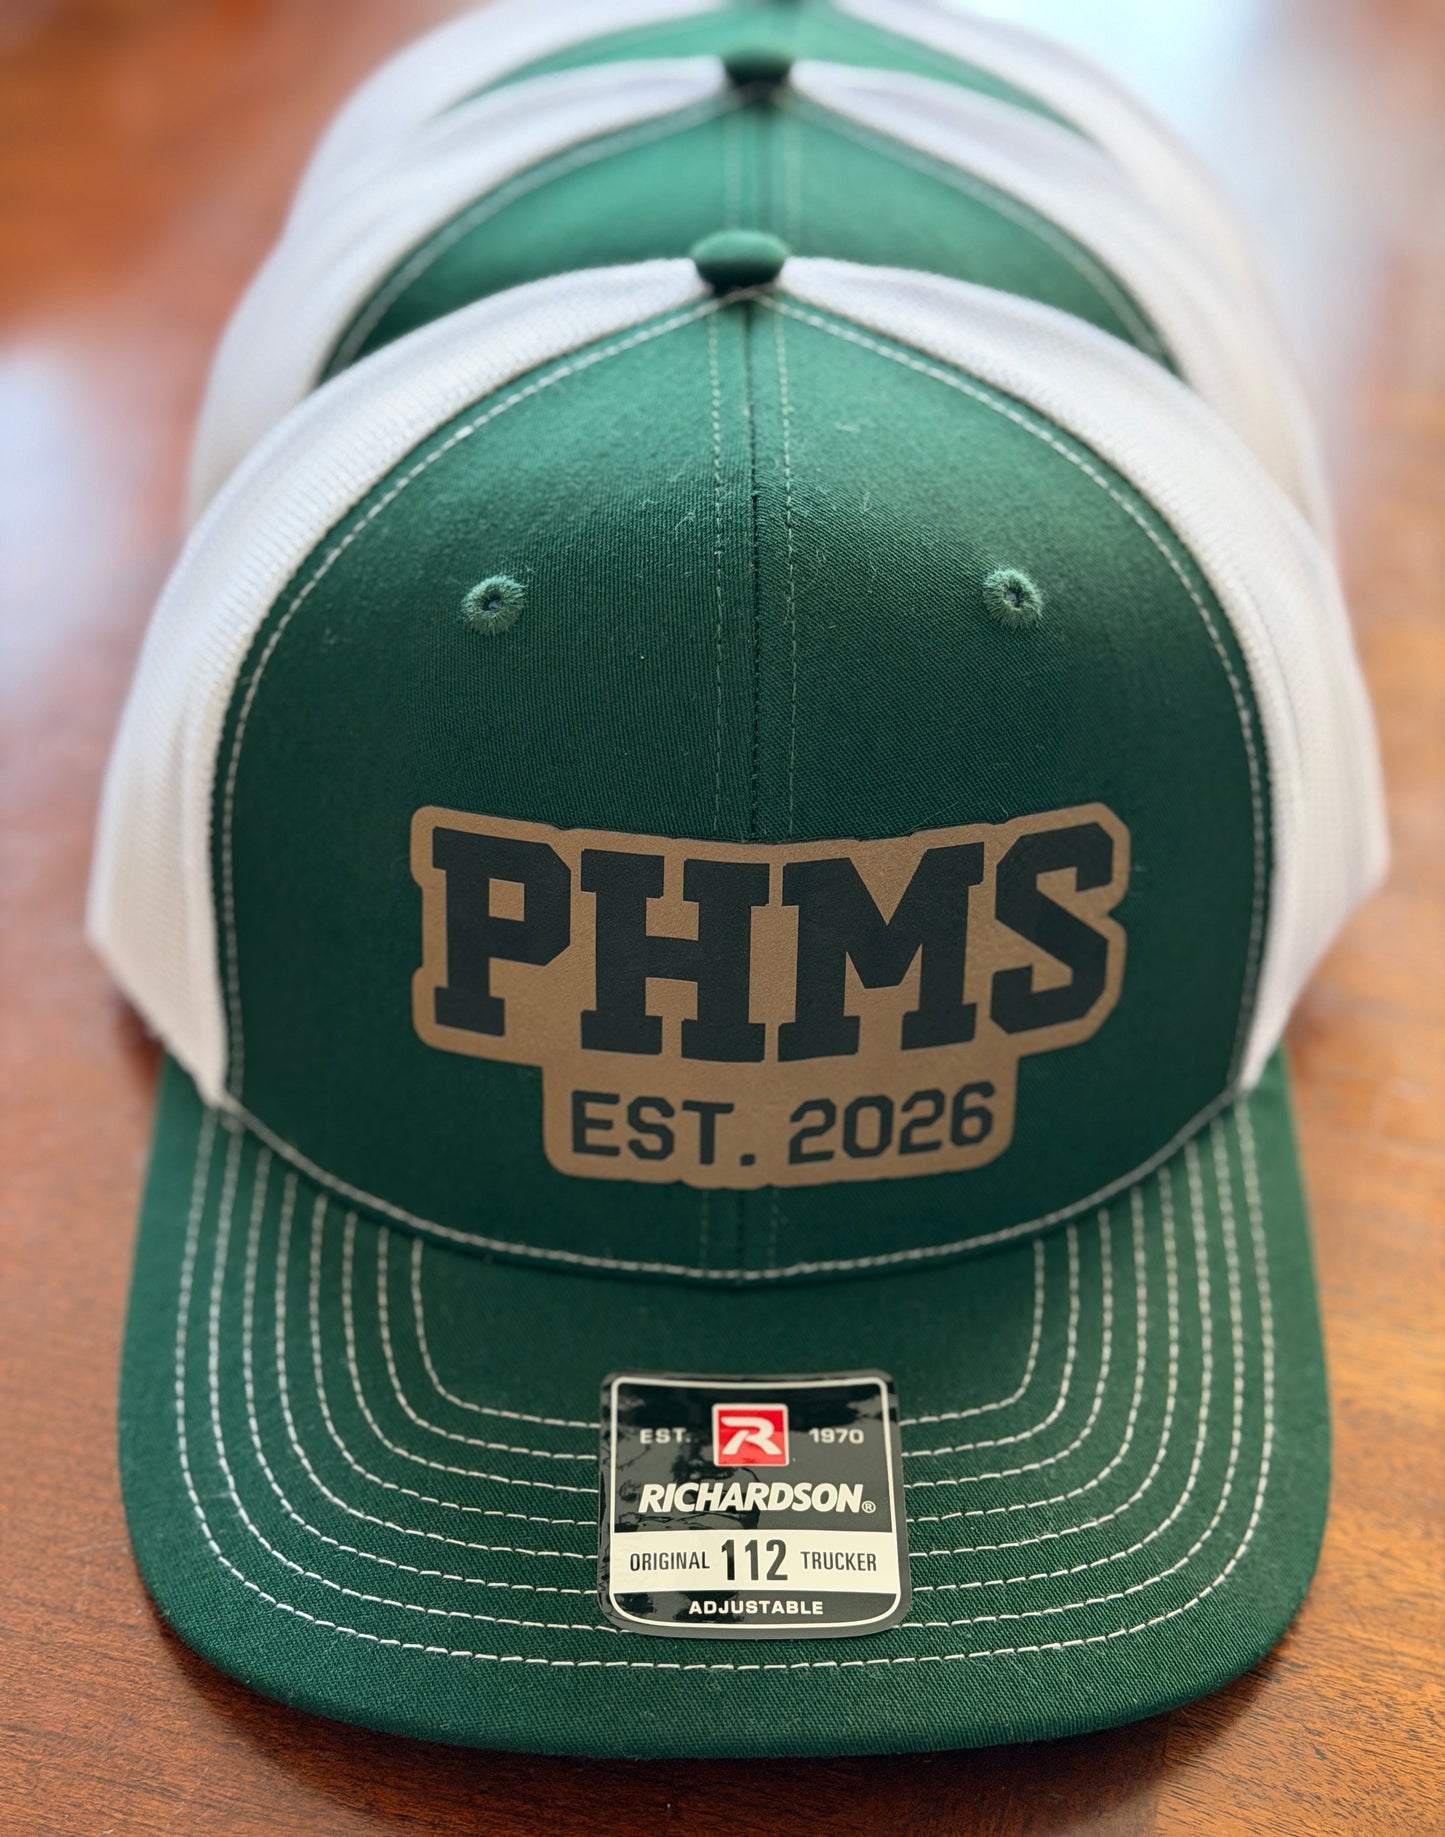 PHMS
EST. 2026
EST. R 1970
RICHARDSON®
ORIGINAL 112 TRUCKER
ADJUSTABLE